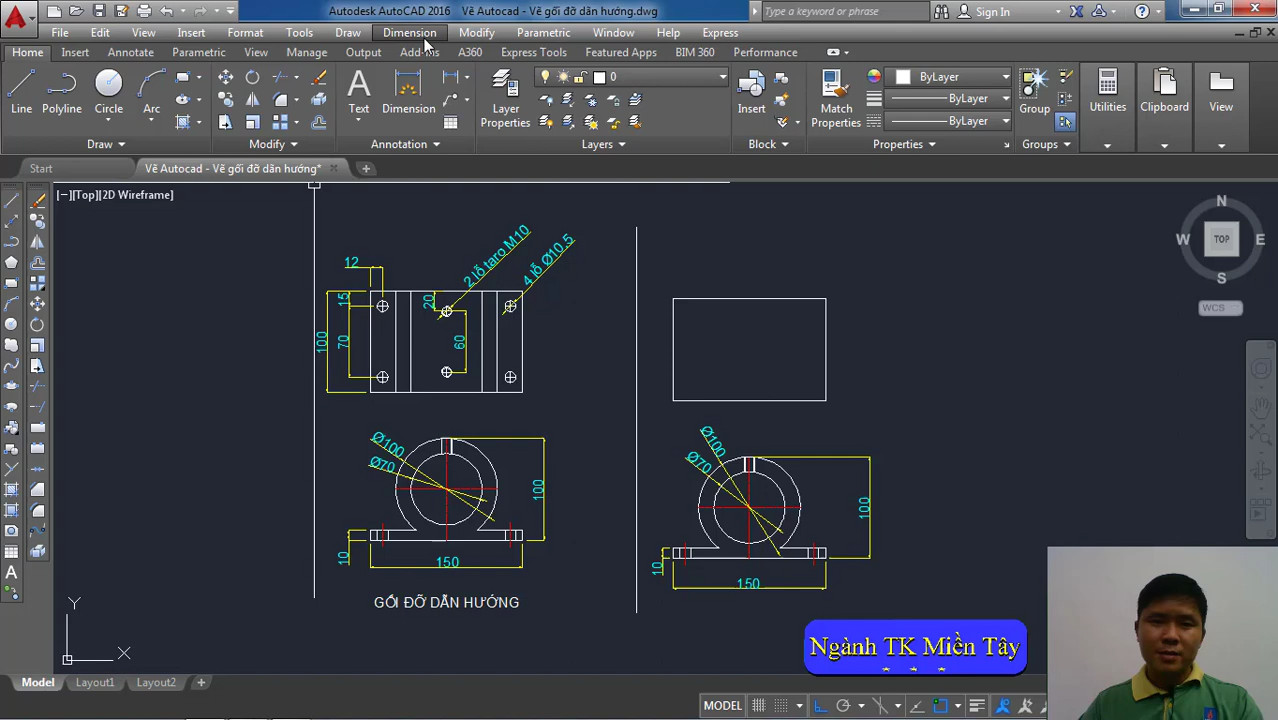 Autodesk AutoCAD 2016 Vẽ Autocad - Vẽ gối đỡ dẫn hướng.dwg
Type a keyword or phrase
Sign In
File Edit View Insert Format Tools Draw Dimension Modify Parametric Window Help Express
Home Insert Annotate Parametric View Manage Output Add-ins A360 Express Tools Featured Apps BIM 360 Performance
Line Polyline Circle Arc
Text Dimension
Layer Properties
0
Insert
Match Properties
ByLayer
ByLayer
ByLayer
Group
Utilities
Clipboard
View
Draw Modify Annotation Layers Block Properties Groups
Start
Vẽ Autocad - Vẽ gối đỡ dẫn hướng*
[−][Top][2D Wireframe]
N
W TOP E
S
WCS
2 lỗ taro M10
4 lỗ Ø10.5
12
15
20
100
70
60
Ø100
Ø70
100
10
150
GỐI ĐỠ DẪN HƯỚNG
Ø100
Ø70
100
10
150
Y
X
Ngành TK Miền Tây
Model Layout1 Layout2
MODEL